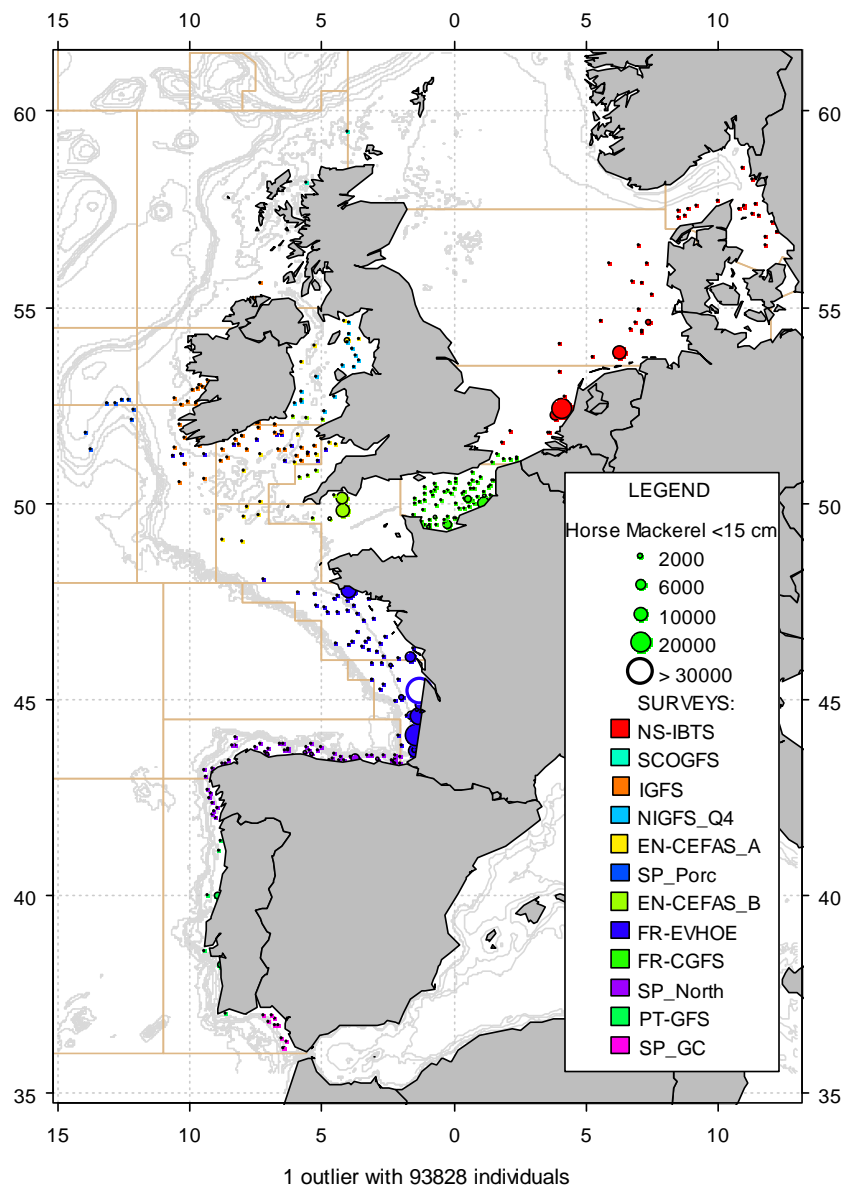 15 10 5 0 5 10
60 60
55 55
50 50
LEGEND
Horse Mackerel <15 cm
2000
6000
10000
20000
> 30000
45 45
SURVEYS:
NS-IBTS
SCOGFS
IGFS
NIGFS_Q4
EN-CEFAS_A
SP_Porc
40 40
EN-CEFAS_B
FR-EVHOE
FR-CGFS
SP_North
PT-GFS
SP_GC
35 35
15 10 5 0 5 10
1 outlier with 93828 individuals